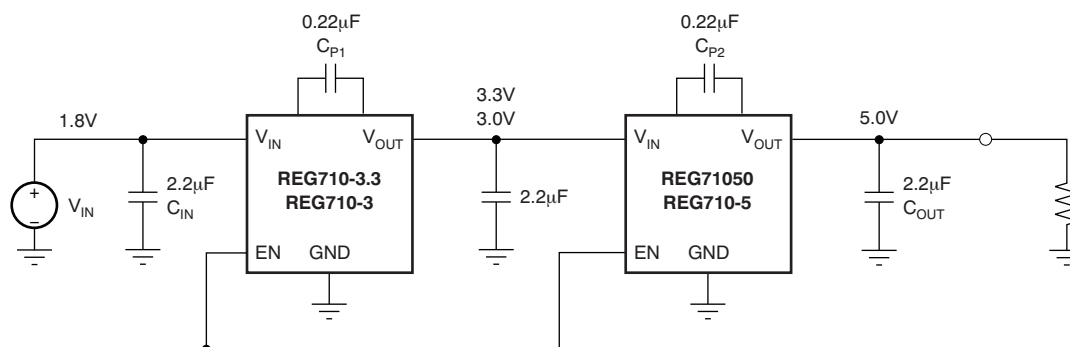 0.22μF
C_P1
0.22μF
C_P2
1.8V
3.3V
3.0V
5.0V
V_IN
V_OUT
V_IN
V_OUT
REG710-3.3
REG710-3
REG71050
REG710-5
+
−
V_IN
2.2μF
C_IN
2.2μF
2.2μF
C_OUT
EN
GND
EN
GND